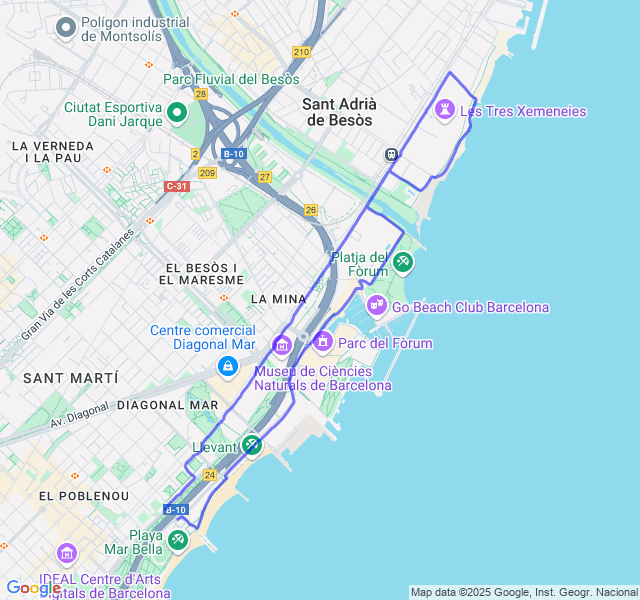 Polígon industrial
de Montsolís
210
Parc Fluvial del Besòs
28
Sant Adrià
de Besòs
Les Tres Xemeneies
Ciutat Esportiva
Dani Jarque
LA VERNEDA
I LA PAU
2
B-10
209
27
C-31
26
Gran Via de les Corts Catalanes
Platja del
Fòrum
EL BESÒS I
EL MARESME
LA MINA
Go Beach Club Barcelona
Centre comercial
Diagonal Mar
Parc del Fòrum
Museu de Ciències
Naturals de Barcelona
SANT MARTÍ
DIAGONAL MAR
Av. Diagonal
Llevant
24
EL POBLENOU
B-10
Playa
Mar Bella
IDEAL Centre d'Arts
Digitals de Barcelona
Google
Map data ©2025 Google, Inst. Geogr. Nacional